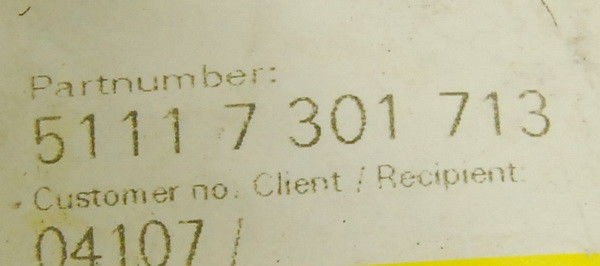 Partnumber:
5111 7 301 713
Customer no. Client / Recipient:
04107 /